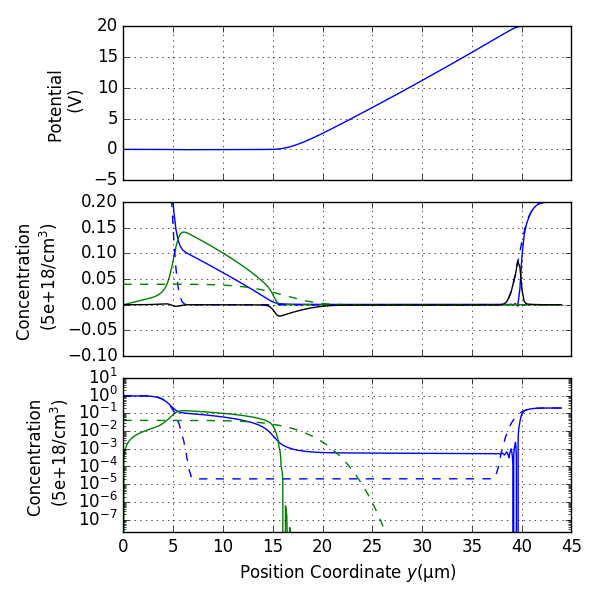 20
15
10
5
0
−5
Potential
(V)
0.20
0.15
0.10
0.05
0.00
−0.05
−0.10
Concentration
(5e+18/cm³)
10¹
10⁰
10⁻¹
10⁻²
10⁻³
10⁻⁴
10⁻⁵
10⁻⁶
10⁻⁷
Concentration
(5e+18/cm³)
0 5 10 15 20 25 30 35 40 45
Position Coordinate y(μm)